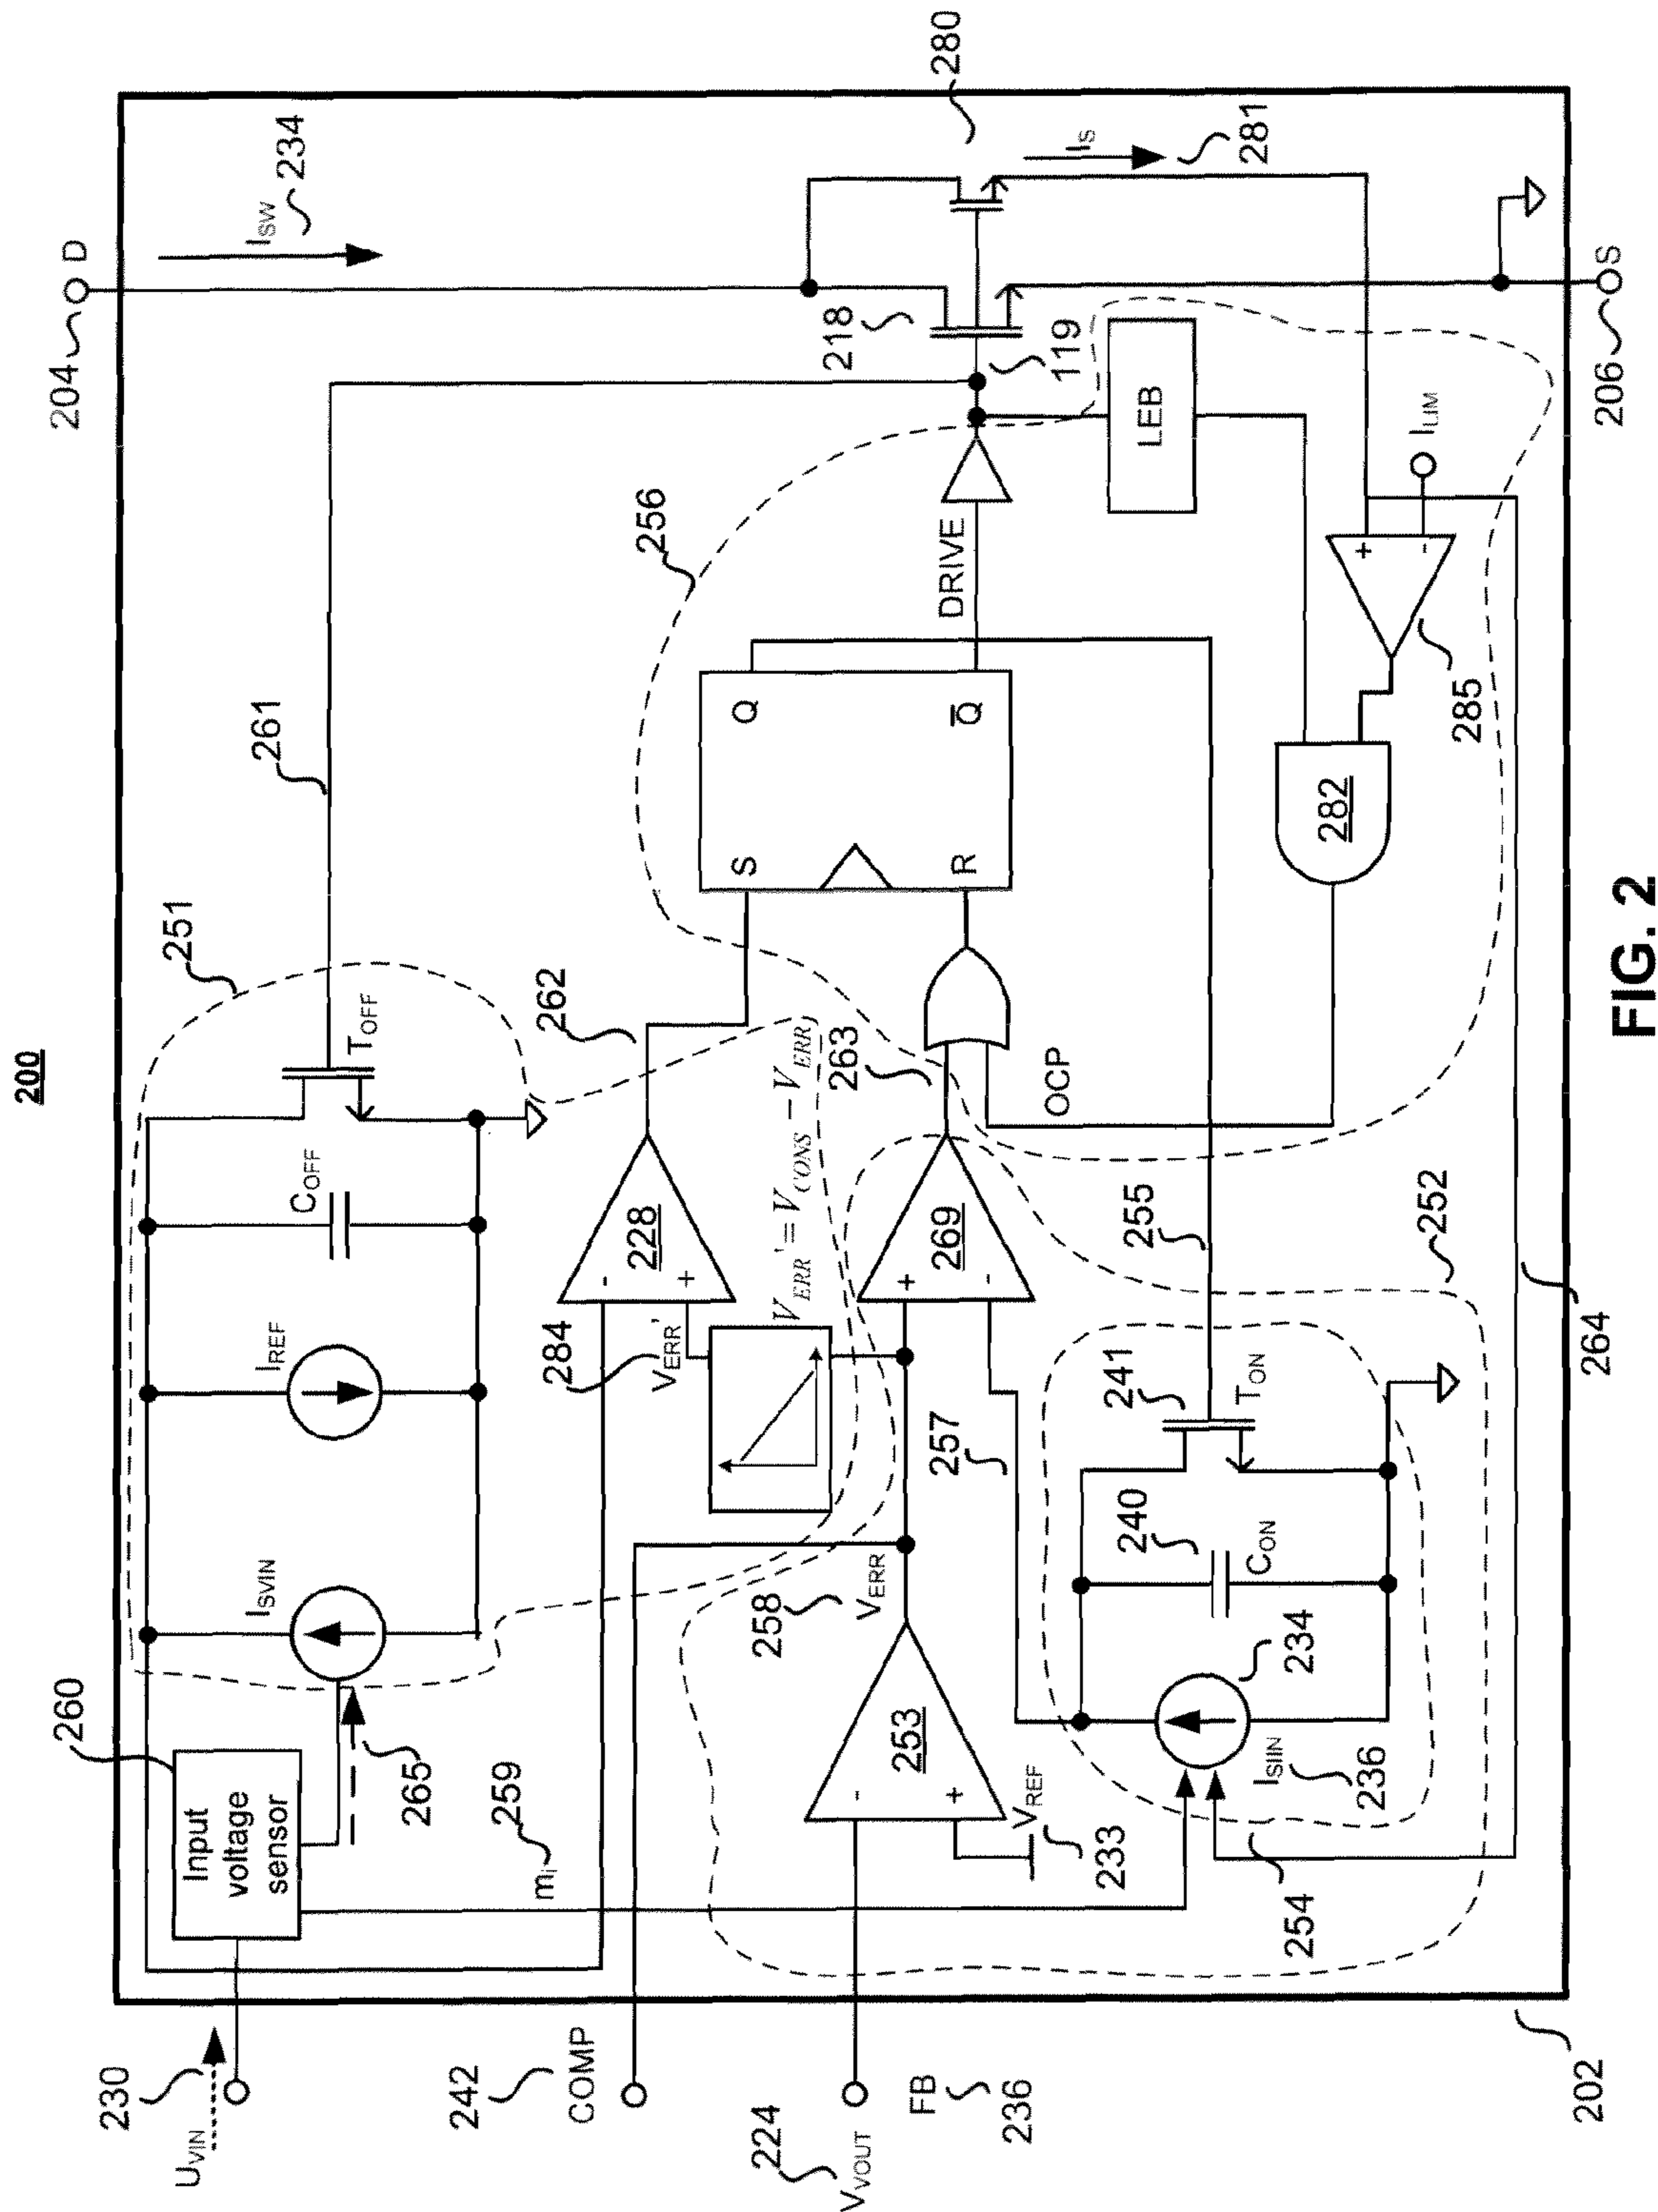 200
FIG. 2
U_VIN
230
242
COMP
224
V_VOUT
FB
236
202
260
Input
voltage
sensor
265
m_i
259
I_SVIN
I_REF
C_OFF
T_OFF
251
261
204
D
I_SW
234
280
I_S
281
218
119
206
S
284
V_ERR'
228
-
+
262
V_ERR' = V_CONS - V_ERR
256
S
R
Q
Q̅
DRIVE
LEB
I_LIM
+
-
285
282
263
OCP
269
+
-
258
V_ERR
253
-
+
V_REF
233
257
255
252
241
T_ON
240
C_ON
234
I_SIIN
236
254
264